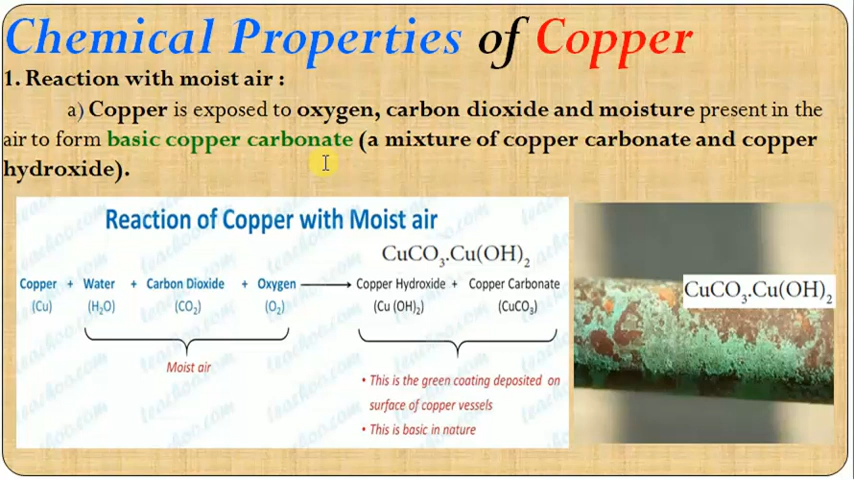 Chemical Properties of Copper
1. Reaction with moist air :
a) Copper is exposed to oxygen, carbon dioxide and moisture present in the
air to form basic copper carbonate (a mixture of copper carbonate and copper
hydroxide).
Reaction of Copper with Moist air
CuCO₃.Cu(OH)₂
Copper + Water + Carbon Dioxide + Oxygen → Copper Hydroxide + Copper Carbonate
(Cu) (H₂O) (CO₂) (O₂) (Cu (OH)₂) (CuCO₃)
Moist air
• This is the green coating deposited on
surface of copper vessels
• This is basic in nature
CuCO₃.Cu(OH)₂
teachoo.com